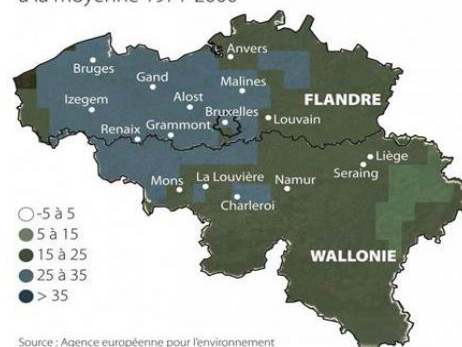 à la moyenne 1971-2000
Anvers
Bruges
Gand
Malines
Izegem
Alost
FLANDRE
Bruxelles
Louvain
Renaix
Grammont
Liège
Mons
La Louvière
Namur
Seraing
Charleroi
-5 à 5
5 à 15
15 à 25
WALLONIE
25 à 35
> 35
Source : Agence européenne pour l'environnement